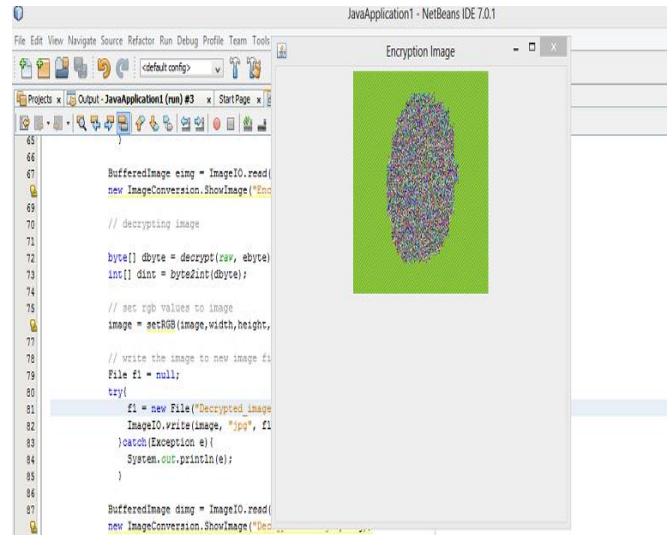 JavaApplication1 - NetBeans IDE 7.0.1
File Edit View Navigate Source Refactor Run Debug Profile Team Tools
Encryption Image
<default config>
Projects x Output - JavaApplication1 (run) #3 x Start Page x
65 }
66
67 BufferedImage eimg = ImageIO.read(
new ImageConversion.ShowImage("Enc
69
70 // decrypting image
71
72 byte[] dbyte = decrypt(raw, ebyte)
73 int[] dint = byte2int(dbyte);
74
75 // set rgb values to image
image = setRGB(image,width,height,
77
78 // write the image to new image fi
79 File f1 = null;
80 try{
81 f1 = new File("Decrypted_image
82 ImageIO.write(image, "jpg", f1
83 }catch(Exception e){
84 System.out.println(e);
85 }
86
87 BufferedImage dimg = ImageIO.read(
new ImageConversion.ShowImage("Dec